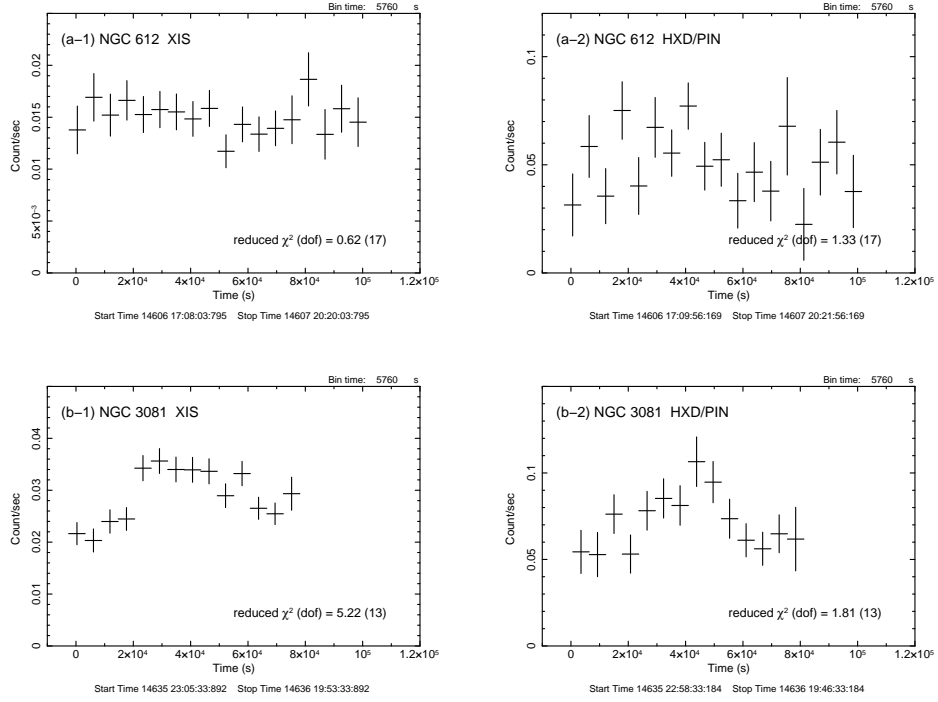 Bin time: 5760 s
(a−1) NGC 612 XIS
Count/sec
0 5×10⁻³ 0.01 0.015 0.02
reduced χ² (dof) = 0.62 (17)
0 2×10⁴ 4×10⁴ 6×10⁴ 8×10⁴ 10⁵ 1.2×10⁵
Time (s)
Start Time 14606 17:08:03:795 Stop Time 14607 20:20:03:795
Bin time: 5760 s
(a−2) NGC 612 HXD/PIN
Count/sec
0 0.05 0.1
reduced χ² (dof) = 1.33 (17)
0 2×10⁴ 4×10⁴ 6×10⁴ 8×10⁴ 10⁵ 1.2×10⁵
Time (s)
Start Time 14606 17:09:56:169 Stop Time 14607 20:21:56:169
Bin time: 5760 s
(b−1) NGC 3081 XIS
Count/sec
0 0.01 0.02 0.03 0.04
reduced χ² (dof) = 5.22 (13)
0 2×10⁴ 4×10⁴ 6×10⁴ 8×10⁴ 10⁵ 1.2×10⁵
Time (s)
Start Time 14635 23:05:33:892 Stop Time 14636 19:53:33:892
Bin time: 5760 s
(b−2) NGC 3081 HXD/PIN
Count/sec
0 0.05 0.1
reduced χ² (dof) = 1.81 (13)
0 2×10⁴ 4×10⁴ 6×10⁴ 8×10⁴ 10⁵ 1.2×10⁵
Time (s)
Start Time 14635 22:58:33:184 Stop Time 14636 19:46:33:184